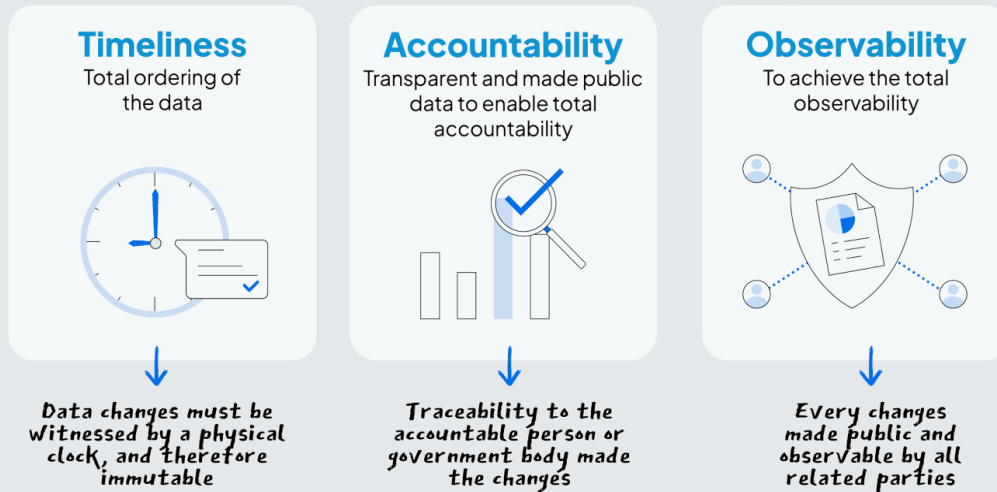 Timeliness
Total ordering of
the data
Data changes must be
witnessed by a physical
clock, and therefore
immutable
Accountability
Transparent and made public
data to enable total
accountability
Traceability to the
accountable person or
government body made
the changes
Observability
To achieve the total
observability
Every changes
made public and
observable by all
related parties